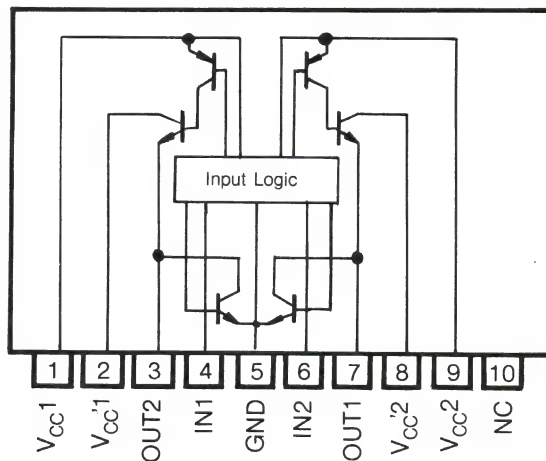 Input Logic
1 2 3 4 5 6 7 8 9 10
VCC1
VCC'1
OUT2
IN1
GND
IN2
OUT1
VCC'2
VCC2
NC